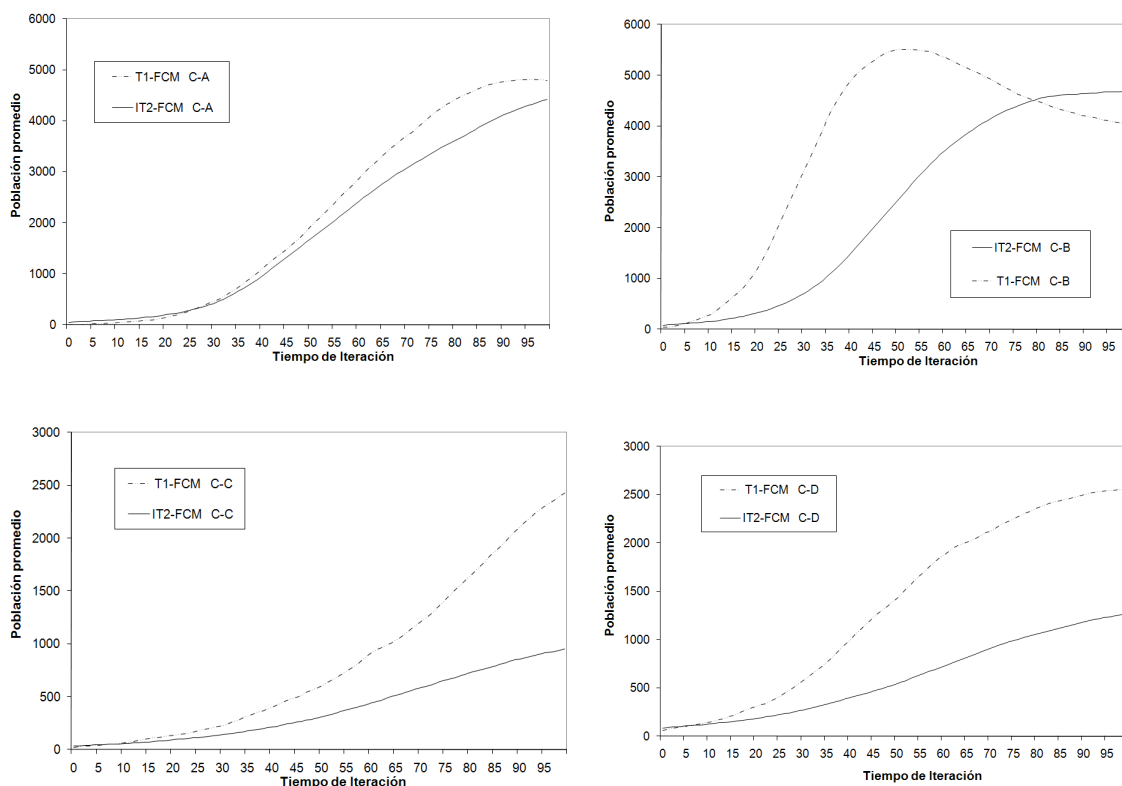 6000
5000
4000
3000
2000
1000
0
Población promedio
T1-FCM C-A
IT2-FCM C-A
0 5 10 15 20 25 30 35 40 45 50 55 60 65 70 75 80 85 90 95
Tiempo de Iteración
6000
5000
4000
3000
2000
1000
0
Población promedio
IT2-FCM C-B
T1-FCM C-B
0 5 10 15 20 25 30 35 40 45 50 55 60 65 70 75 80 85 90 95
Tiempo de Iteración
3000
2500
2000
1500
1000
500
0
Población promedio
T1-FCM C-C
IT2-FCM C-C
0 5 10 15 20 25 30 35 40 45 50 55 60 65 70 75 80 85 90 95
Tiempo de Iteración
3000
2500
2000
1500
1000
500
0
Población promedio
T1-FCM C-D
IT2-FCM C-D
0 5 10 15 20 25 30 35 40 45 50 55 60 65 70 75 80 85 90 95
Tiempo de Iteración